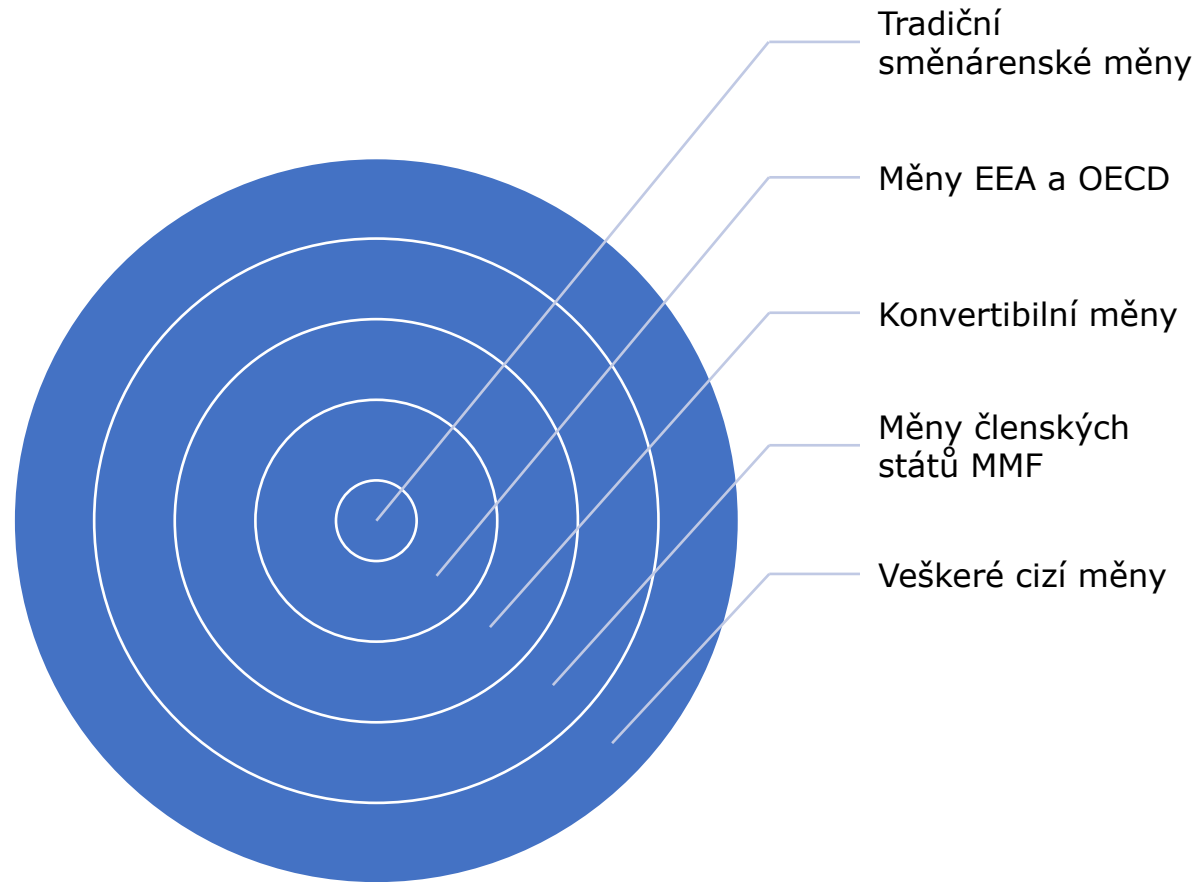 Tradiční
směnárenské měny
Měny EEA a OECD
Konvertibilní měny
Měny členských
států MMF
Veškeré cizí měny